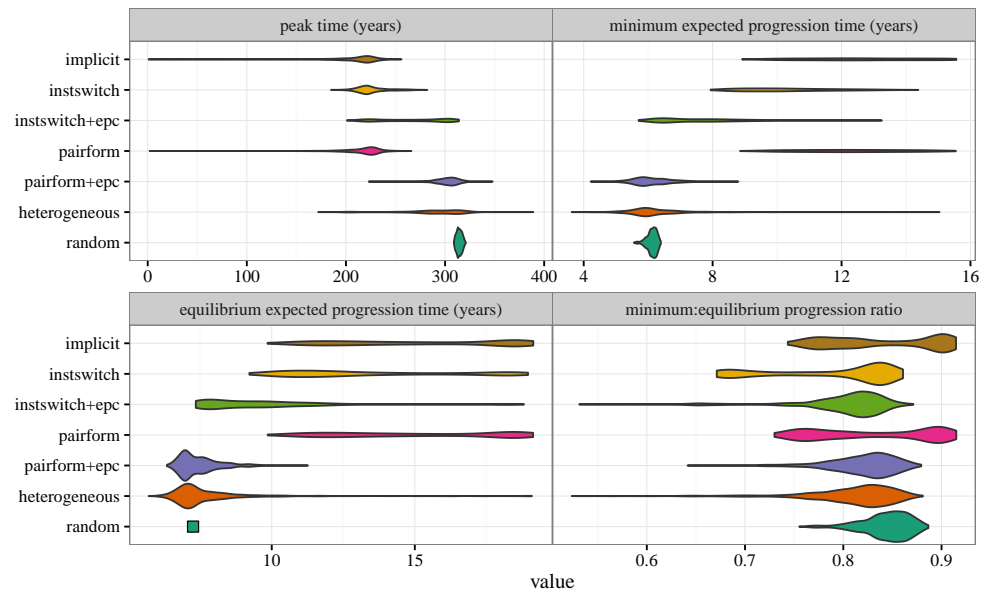 peak time (years)
minimum expected progression time (years)
implicit
instswitch
instswitch+epc
pairform
pairform+epc
heterogeneous
random
0 100 200 300 400 4 8 12 16
equilibrium expected progression time (years)
minimum:equilibrium progression ratio
implicit
instswitch
instswitch+epc
pairform
pairform+epc
heterogeneous
random
10 15 0.6 0.7 0.8 0.9
value